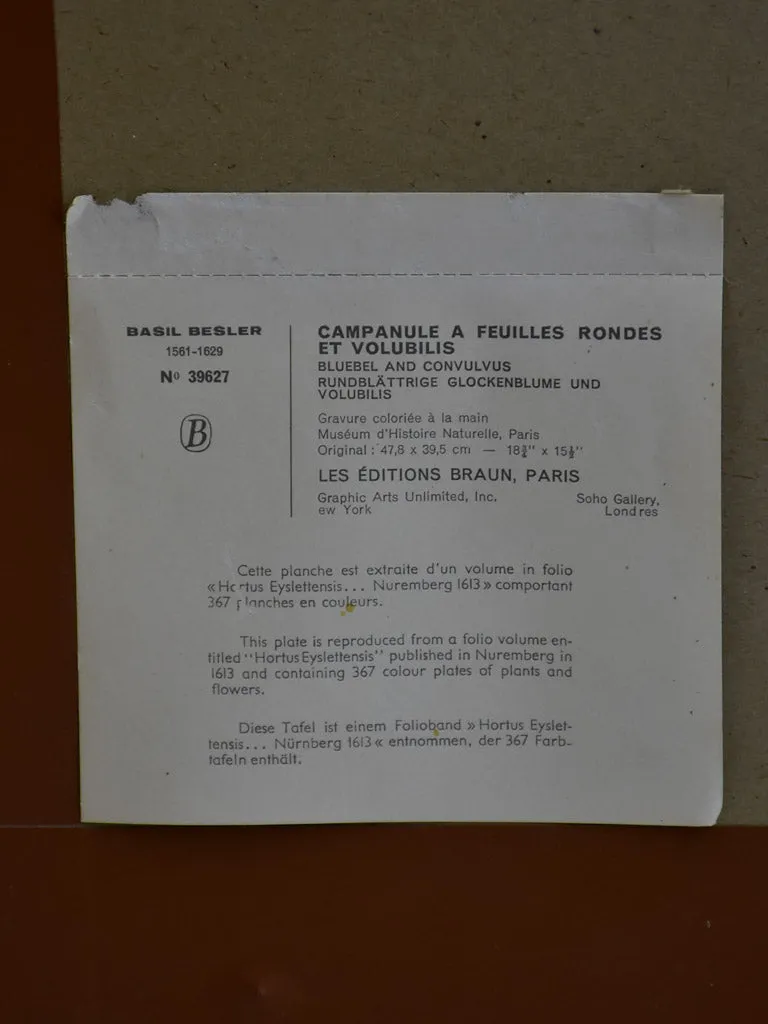 BASIL BESLER
1561-1629
Nº 39627
B
CAMPANULE A FEUILLES RONDES
ET VOLUBILIS
BLUEBEL AND CONVULVUS
RUNDBLÄTTRIGE GLOCKENBLUME UND
VOLUBILIS
Gravure coloriée à la main
Muséum d'Histoire Naturelle, Paris
Original : 47,8 x 39,5 cm — 18¾" x 15½"
LES ÉDITIONS BRAUN, PARIS
Graphic Arts Unlimited, Inc.
ew York
Soho Gallery,
Londres
Cette planche est extraite d'un volume in folio
«Hortus Eyslettensis... Nuremberg 1613» comportant
367 planches en couleurs.
This plate is reproduced from a folio volume en-
titled "Hortus Eyslettensis" published in Nuremberg in
1613 and containing 367 colour plates of plants and
flowers.
Diese Tafel ist einem Folioband »Hortus Eyslet-
tensis... Nürnberg 1613« entnommen, der 367 Farb-
tafeln enthält.